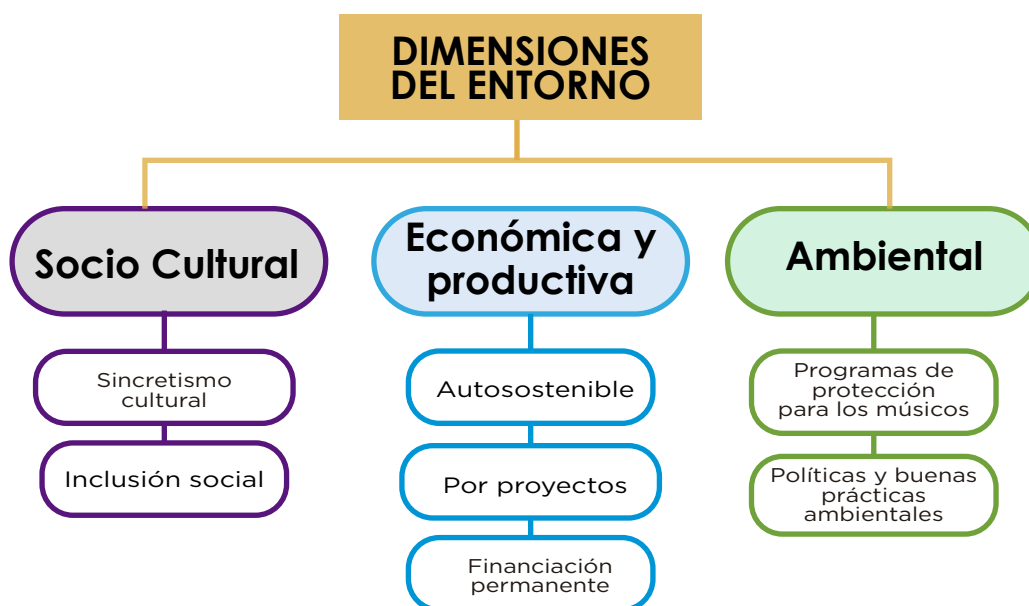 DIMENSIONES
DEL ENTORNO
Socio Cultural
Sincretismo
cultural
Inclusión social
Económica y
productiva
Autosostenible
Por proyectos
Financiación
permanente
Ambiental
Programas de
protección
para los músicos
Políticas y buenas
prácticas
ambientales